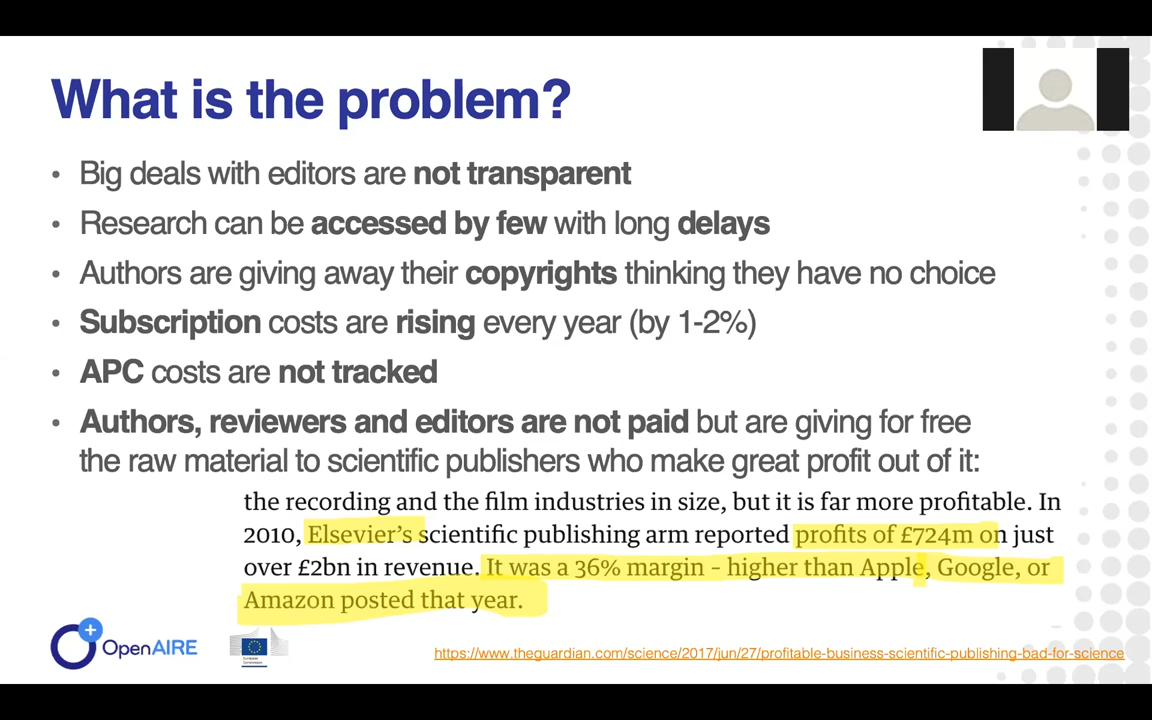 What is the problem?
• Big deals with editors are not transparent
• Research can be accessed by few with long delays
• Authors are giving away their copyrights thinking they have no choice
• Subscription costs are rising every year (by 1-2%)
• APC costs are not tracked
• Authors, reviewers and editors are not paid but are giving for free
the raw material to scientific publishers who make great profit out of it:
the recording and the film industries in size, but it is far more profitable. In
2010, Elsevier's scientific publishing arm reported profits of £724m on just
over £2bn in revenue. It was a 36% margin – higher than Apple, Google, or
Amazon posted that year.
OpenAIRE
European
Commission
https://www.theguardian.com/science/2017/jun/27/profitable-business-scientific-publishing-bad-for-science